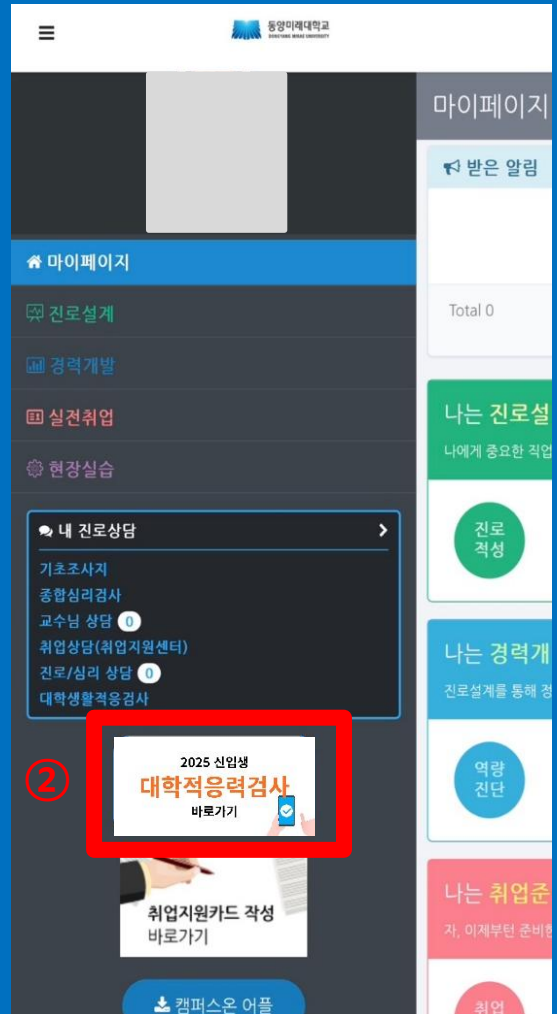 동양미래대학교
DONGYANG MIRAE UNIVERSITY
마이페이지
진로설계
경력개발
실전취업
현장실습
내 진로상담
기초조사지
종합심리검사
교수님 상담 0
취업상담(취업지원센터)
진로/심리 상담 0
대학생활적응검사
②
2025 신입생
대학적응력검사
바로가기
취업지원카드 작성
바로가기
캠퍼스온 어플
마이페이지
받은 알림
Total 0
나는 진로설
나에게 중요한 직업
진로
적성
나는 경력개
진로설계를 통해 정
역량
진단
나는 취업준
자, 이제부턴 준비한
취업